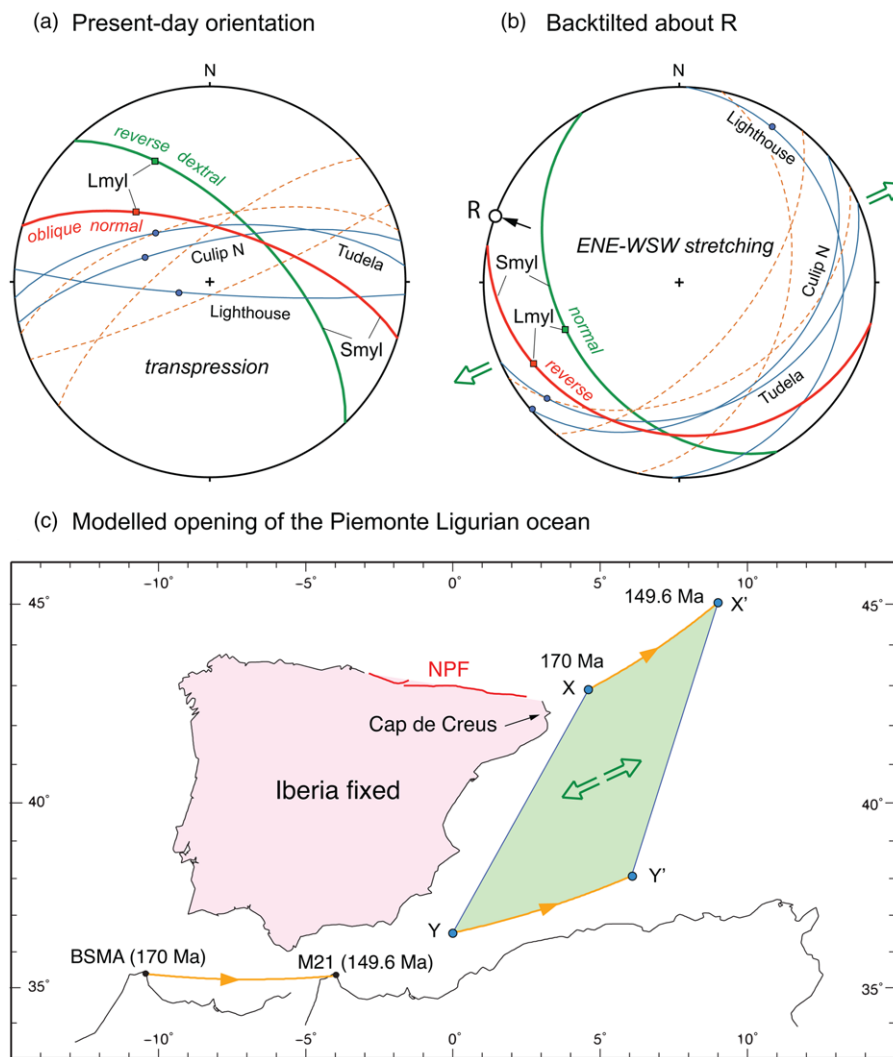 (a) Present-day orientation
N
reverse dextral
Lmyl
oblique normal
Culip N
Tudela
Lighthouse
Smyl
transpression
(b) Backtilted about R
N
Lighthouse
R
ENE-WSW stretching
Culip N
Smyl
Lmyl
normal
reverse
Tudela
(c) Modelled opening of the Piemonte Ligurian ocean
−10° −5° 0° 5° 10°
45° 45°
149.6 Ma X'
NPF
170 Ma
X
Cap de Creus
Iberia fixed
40° 40°
Y'
Y
BSMA (170 Ma)
M21 (149.6 Ma)
35° 35°
−10° −5° 0° 5° 10°